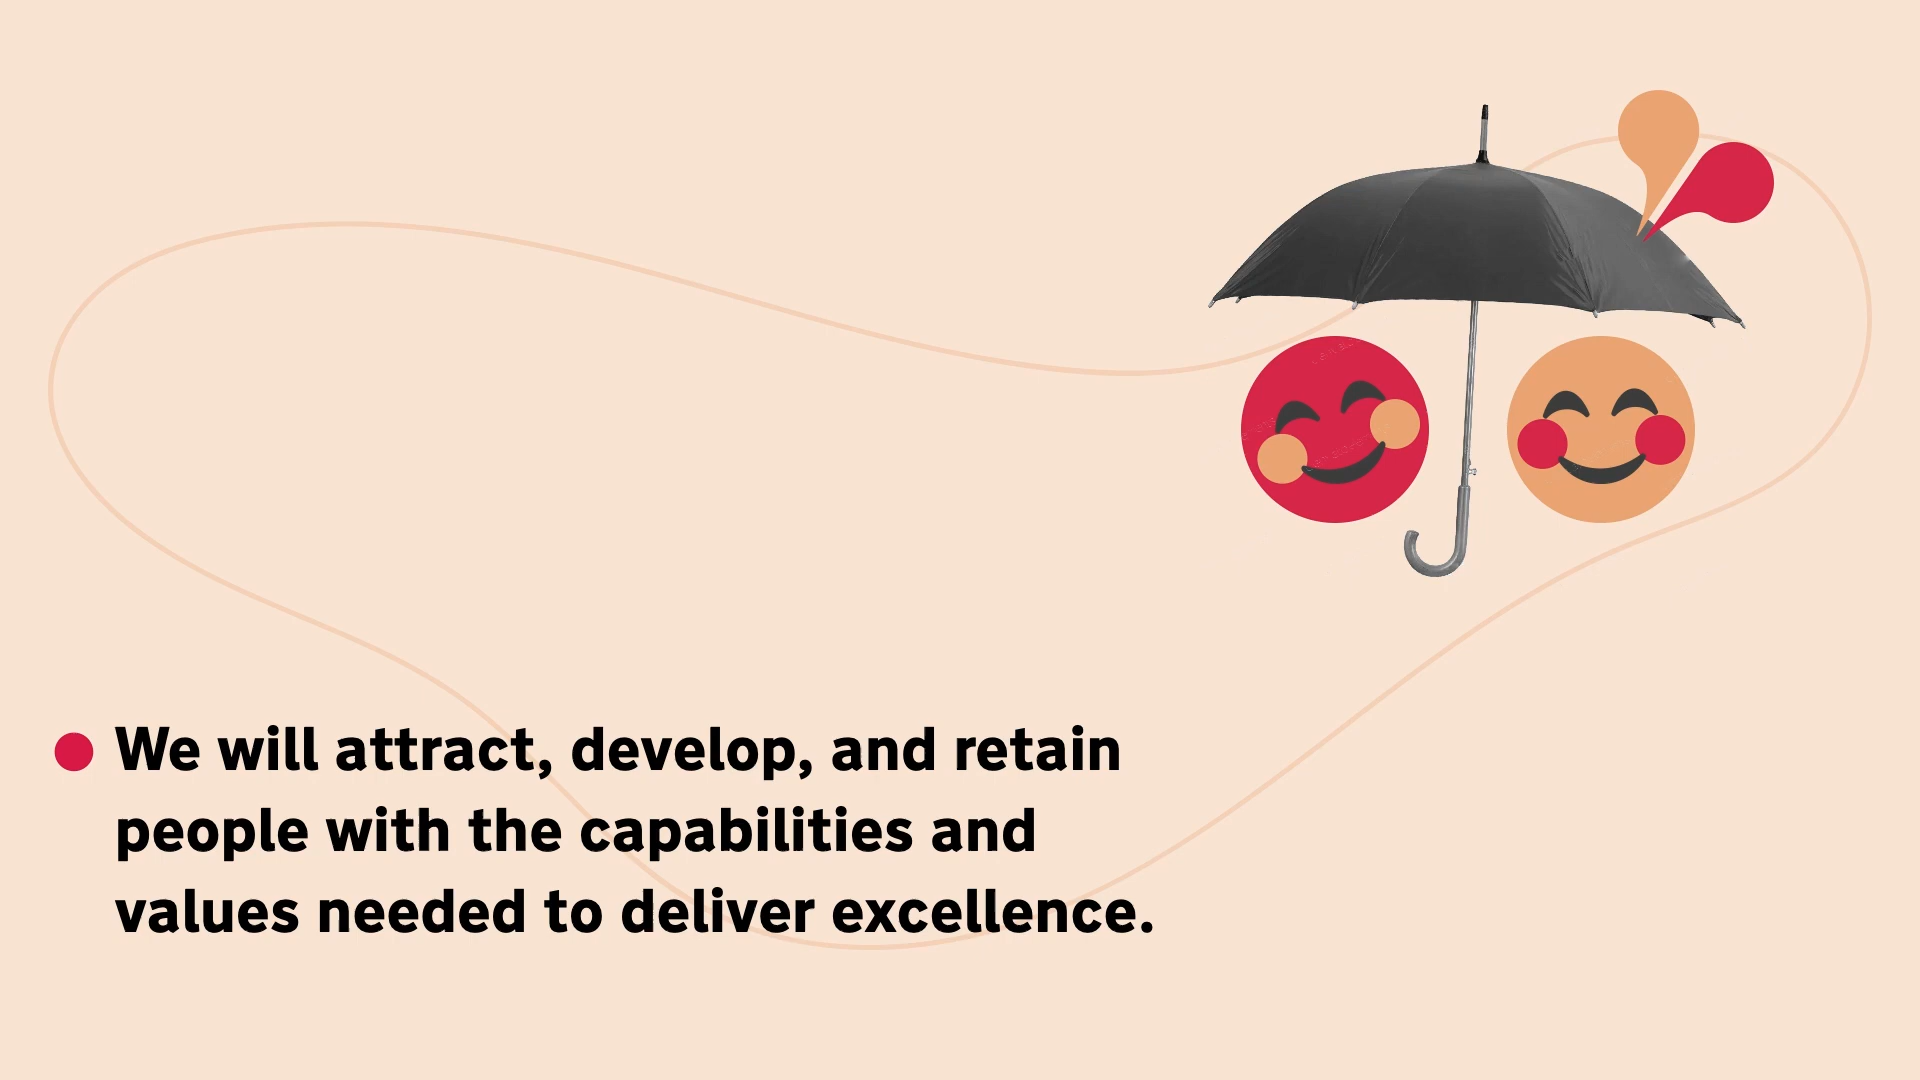 We will attract, develop, and retain
people with the capabilities and
values needed to deliver excellence.